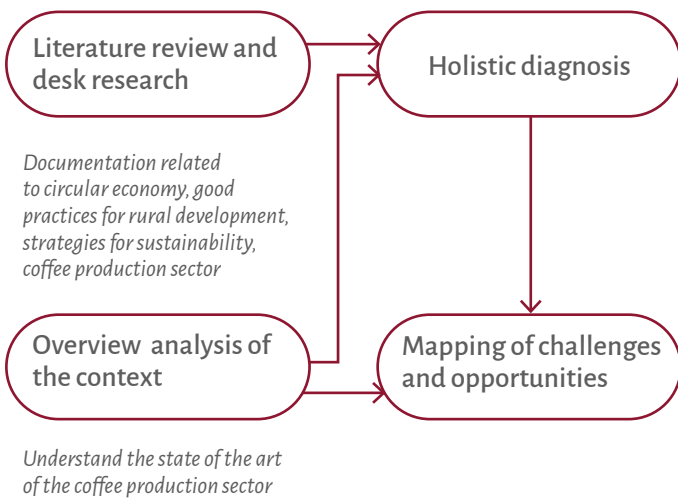 Literature review and
desk research
Holistic diagnosis
Documentation related
to circular economy, good
practices for rural development,
strategies for sustainability,
coffee production sector
Overview analysis of
the context
Mapping of challenges
and opportunities
Understand the state of the art
of the coffee production sector